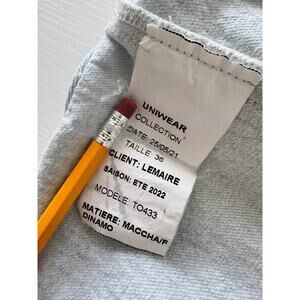 UNIWEAR
COLLECTION
DATE: 25/05/21
TAILLE: 36
CLIENT: LEMAIRE
SAISON: ETE 2022
MODELE: TO433
MATIERE: MACCHA/F
DINAMO